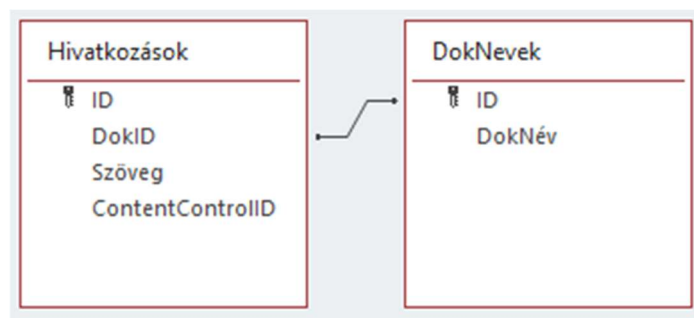 Hivatkozások
ID
DokID
Szöveg
ContentControlID
DokNevek
ID
DokNév